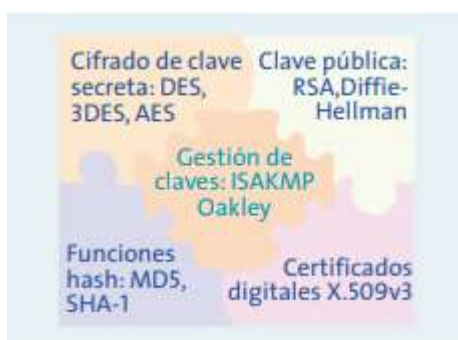 Cifrado de clave
secreta: DES,
3DES, AES
Clave pública:
RSA,Diffie-
Hellman
Gestión de
claves: ISAKMP
Oakley
Funciones
hash: MD5,
SHA-1
Certificados
digitales X.509v3